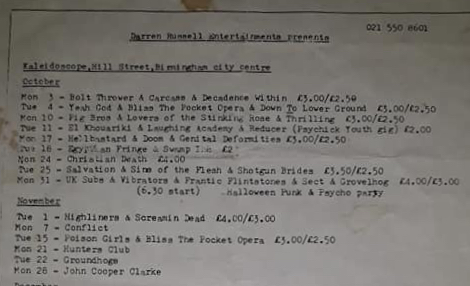 021 550 8601
Darren Russell Entertainments presents
Kaleidoscope,Hill Street,Birmingham city centre
October
Mon 3 - Bolt Thrower & Carcass & Decadence Within £3.00/£2.50
Tue 4 - Yeah God & Bliss The Pocket Opera & Down To Lower Ground £3.00/£2.50
Mon 10 - Pig Bros & Lovers of the Stinking Rose & Thrilling £3.00/£2.50
Tue 11 - El Khouariki & Laughing Academy & Reducer (Psychick Youth gig) £2.00
Mon 17 - Hellbastard & Doom & Genital Deformities £3.00/£2.50
Tue 18 - Egyptian Fringe & Swamp £2
Mon 24 - Christian Death £4.00
Tue 25 - Salvation & Sins of the Flesh & Shotgun Brides £3.50/£2.50
Mon 31 - UK Subs & Vibrators & Frantic Flintstones & Sect & Grovelhog £4.00/£3.00
(6.30 start) Halloween Punk & Psycho party
November
Tue 1 - Highliners & Screamin Dead £4.00/£3.00
Mon 7 - Conflict
Tue 15 - Poison Girls & Bliss The Pocket Opera £3.00/£2.50
Mon 21 - Hunters Club
Tue 22 - Groundhogs
Mon 28 - John Cooper Clarke